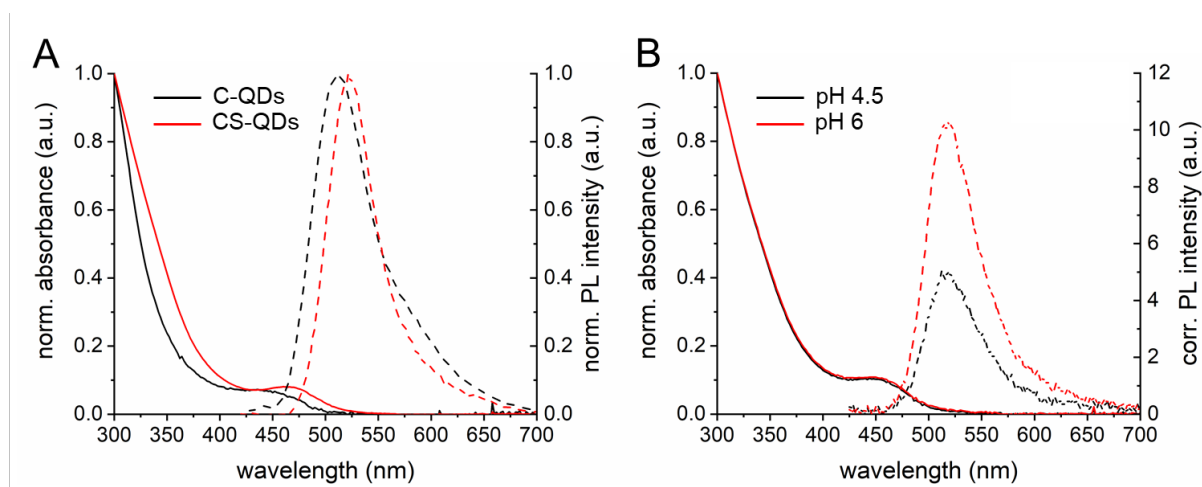 A
norm. absorbance (a.u.)
1.0
0.8
0.6
0.4
0.2
0.0
C-QDs
CS-QDs
1.0
0.8
0.6
0.4
0.2
0.0
norm. PL intensity (a.u.)
300 350 400 450 500 550 600 650 700
wavelength (nm)
B
norm. absorbance (a.u.)
1.0
0.8
0.6
0.4
0.2
0.0
pH 4.5
pH 6
12
10
8
6
4
2
0
corr. PL intensity (a.u.)
300 350 400 450 500 550 600 650 700
wavelength (nm)